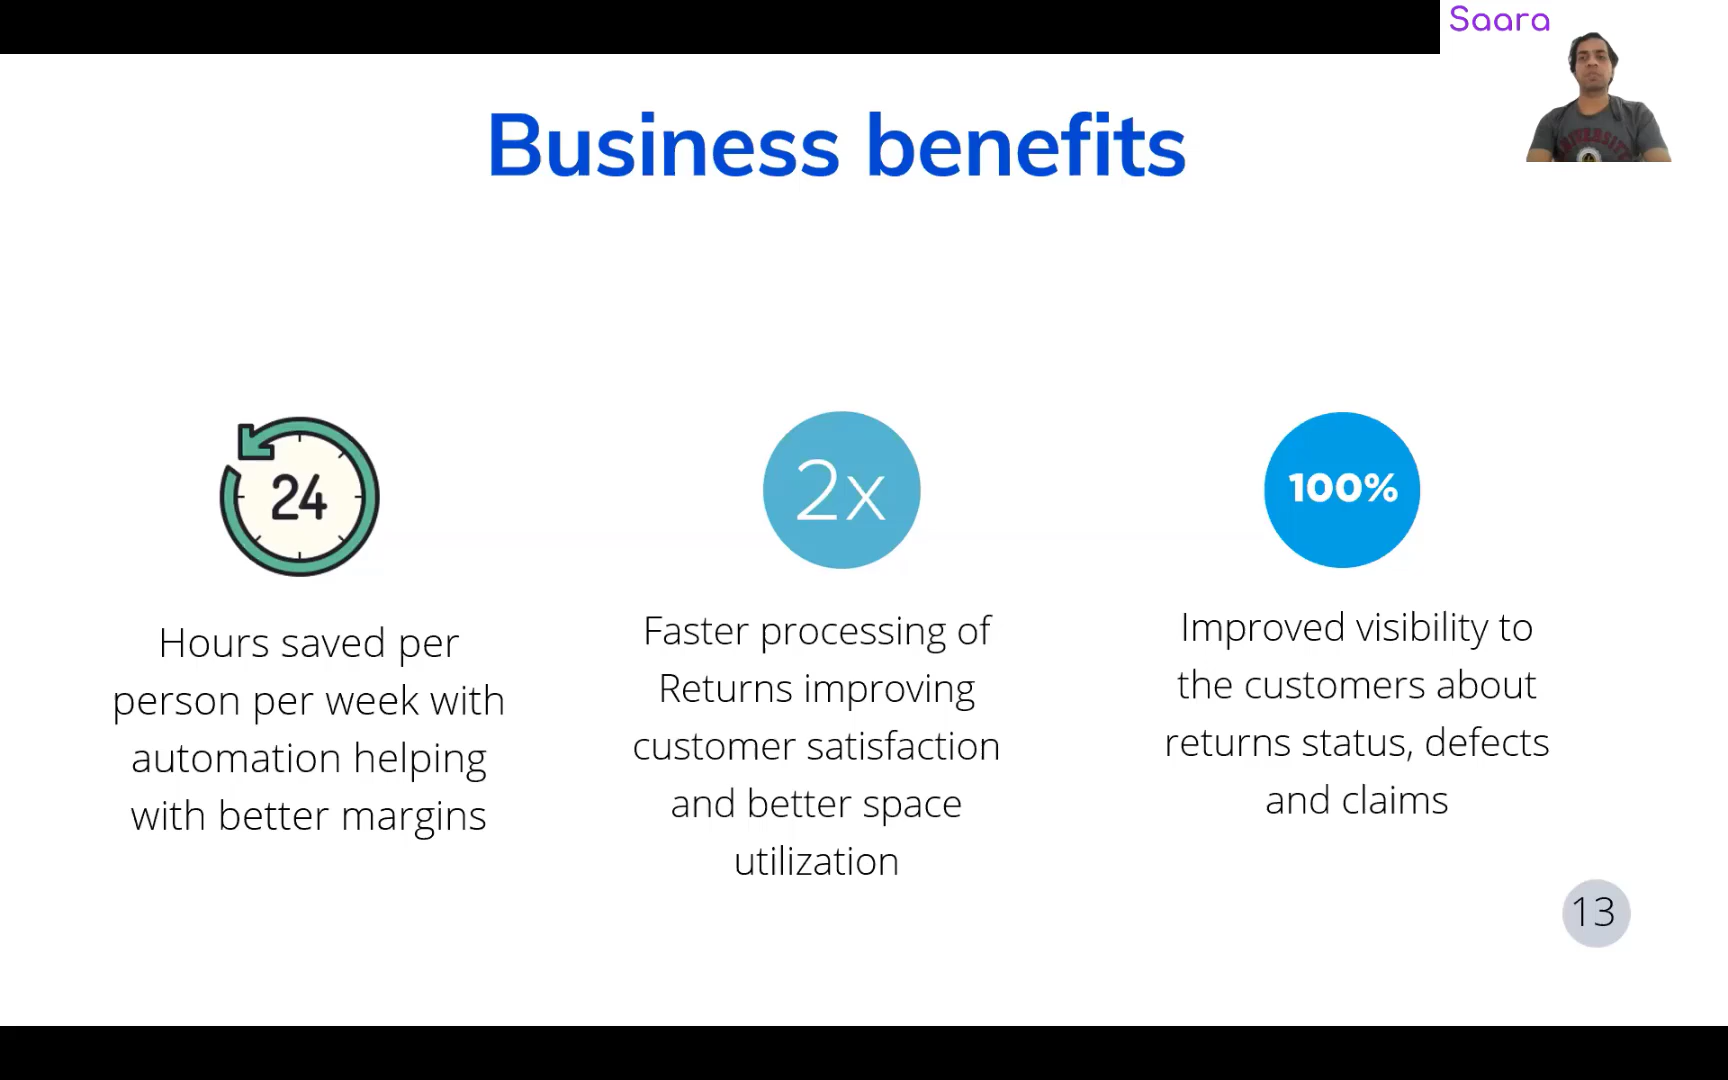 Saara
Business benefits
24
Hours saved per
person per week with
automation helping
with better margins
2x
Faster processing of
Returns improving
customer satisfaction
and better space
utilization
100%
Improved visibility to
the customers about
returns status, defects
and claims
13